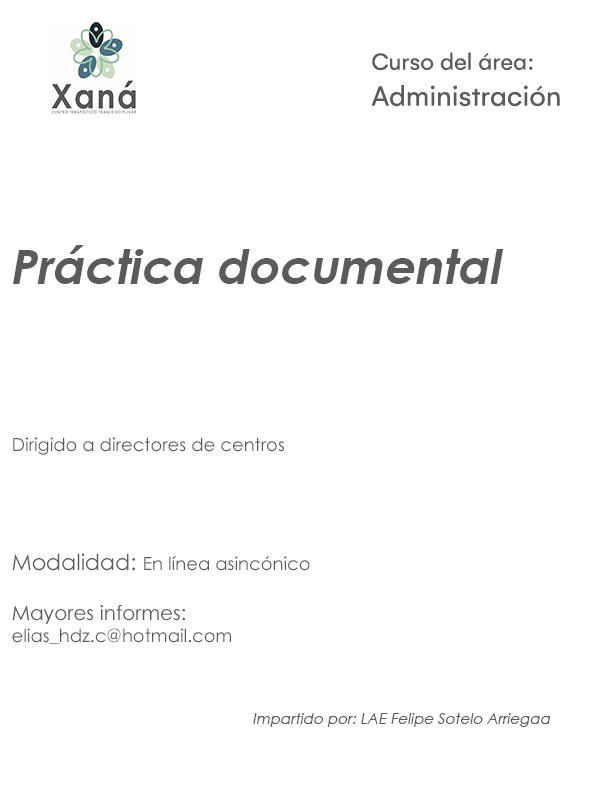 Xaná
CENTRO TERAPÉUTICO TRANSDISCIPLINAR
Curso del área:
Administración
Práctica documental
Dirigido a directores de centros
Modalidad: En línea asincónico
Mayores informes:
elias_hdz.c@hotmail.com
Impartido por: LAE Felipe Sotelo Arriegaa